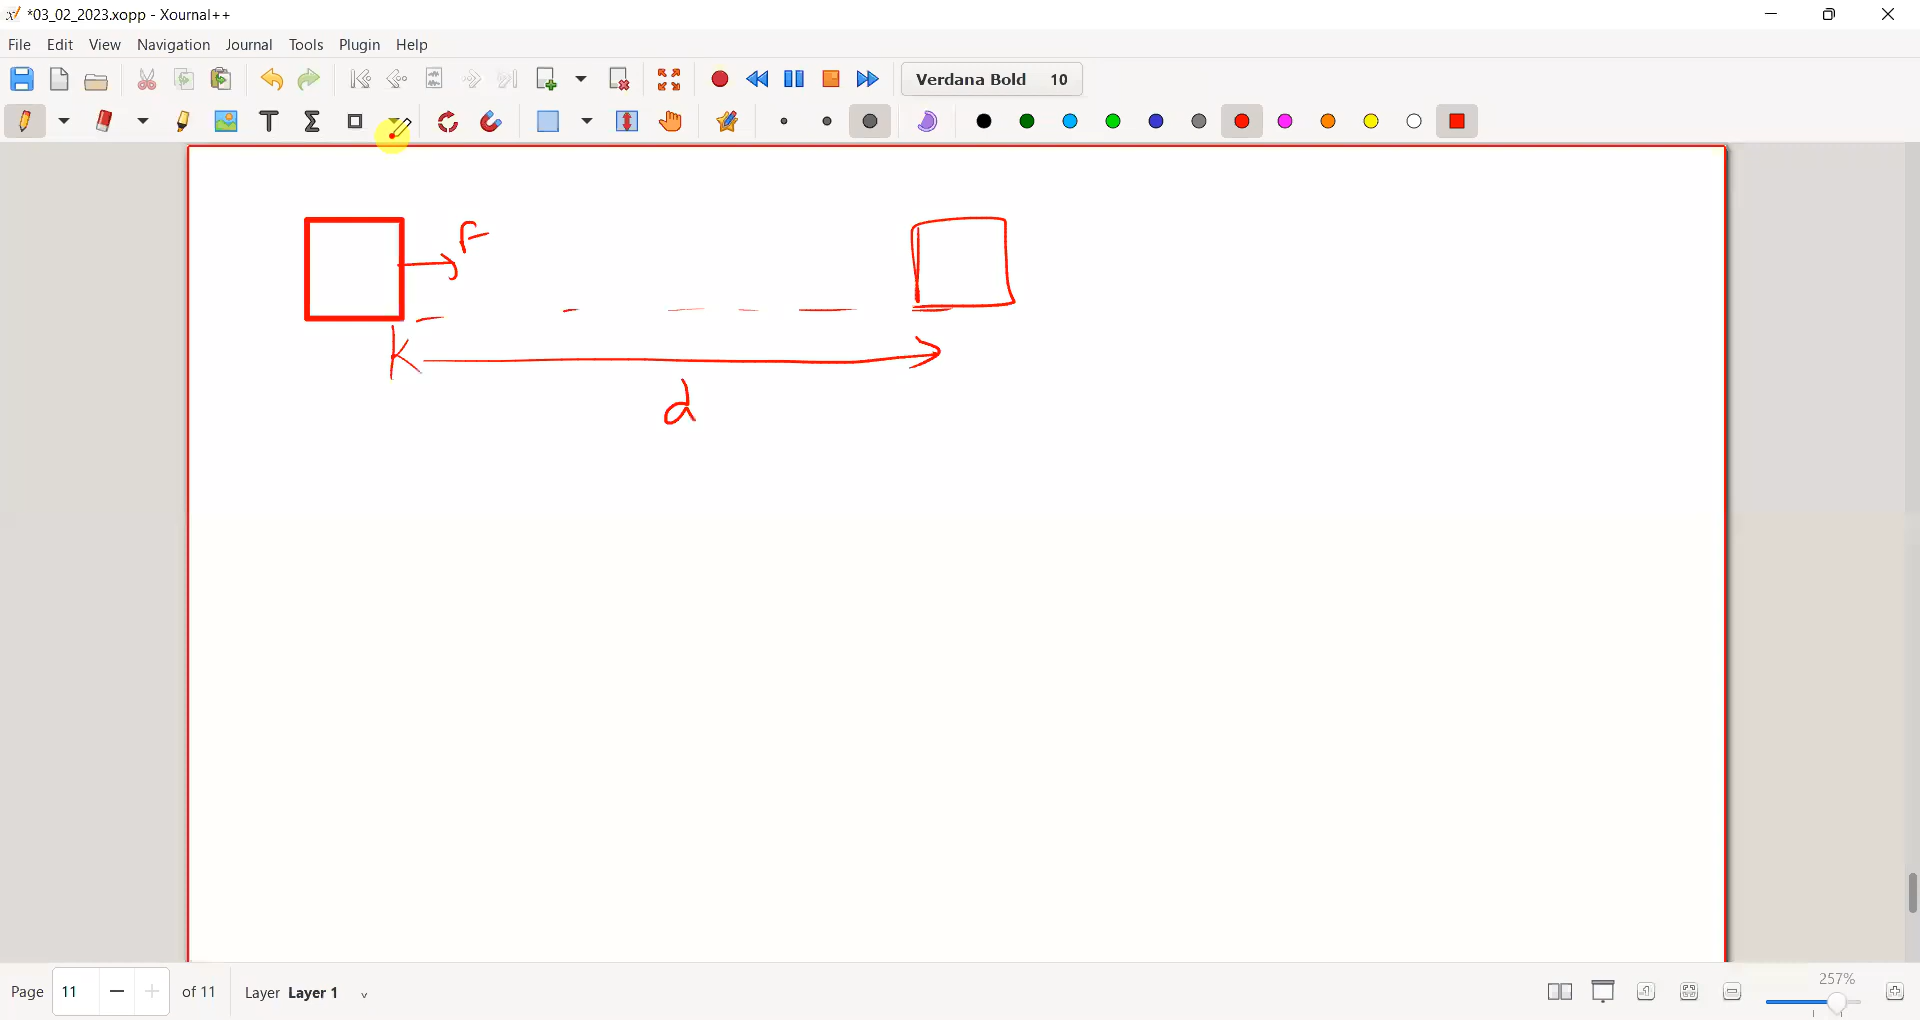 *03_02_2023.xopp - Xournal++
File Edit View Navigation Journal Tools Plugin Help
Verdana Bold 10
F
d
Page 11 of 11 Layer Layer 1
257%